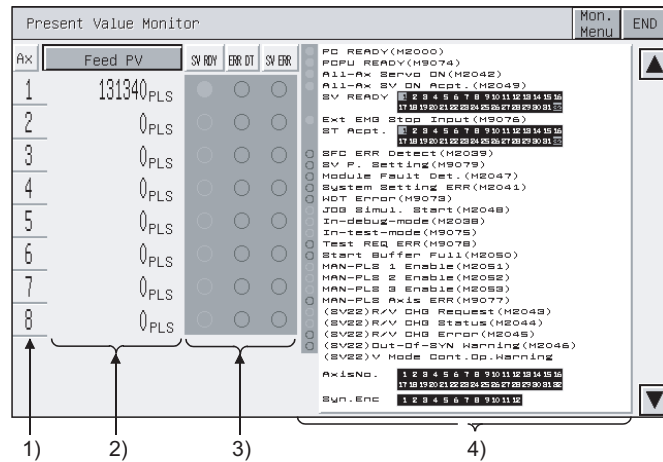 Present Value Monitor
Mon. Menu
END
Ax
Feed PV
SV RDY
ERR DT
SV ERR
1 131340PLS
2 0PLS
3 0PLS
4 0PLS
5 0PLS
6 0PLS
7 0PLS
8 0PLS
PC READY(M2000)
PCPU READY(M9074)
All-Ax Servo ON(M2042)
All-Ax SV ON Acpt.(M2049)
SV READY 1 2 3 4 5 6 7 8 9 10 11 12 13 14 15 16
17 18 19 20 21 22 23 24 25 26 27 28 29 30 31 32
Ext EMG Stop Input(M9076)
ST Acpt. 1 2 3 4 5 6 7 8 9 10 11 12 13 14 15 16
17 18 19 20 21 22 23 24 25 26 27 28 29 30 31 32
SFC ERR Detect(M2039)
SV P. Setting(M9079)
Module Fault Det.(M2047)
System Setting ERR(M2041)
WDT Error(M9073)
JOG Simul. Start(M2048)
In-debug-mode(M2038)
In-test-mode(M9075)
Test REQ ERR(M9078)
Start Buffer Full(M2050)
MAN-PLS 1 Enable(M2051)
MAN-PLS 2 Enable(M2052)
MAN-PLS 3 Enable(M2053)
MAN-PLS Axis ERR(M9077)
(SV22)R/V CHG Request(M2043)
(SV22)R/V CHG Status(M2044)
(SV22)R/V CHG Error(M2045)
(SV22)Out-Of-SYN Warning(M2046)
(SV22)V Mode Cont.Op.Warning
AxisNo. 1 2 3 4 5 6 7 8 9 10 11 12 13 14 15 16
17 18 19 20 21 22 23 24 25 26 27 28 29 30 31 32
Syn.Enc 1 2 3 4 5 6 7 8 9 10 11 12
1) 2) 3) 4)